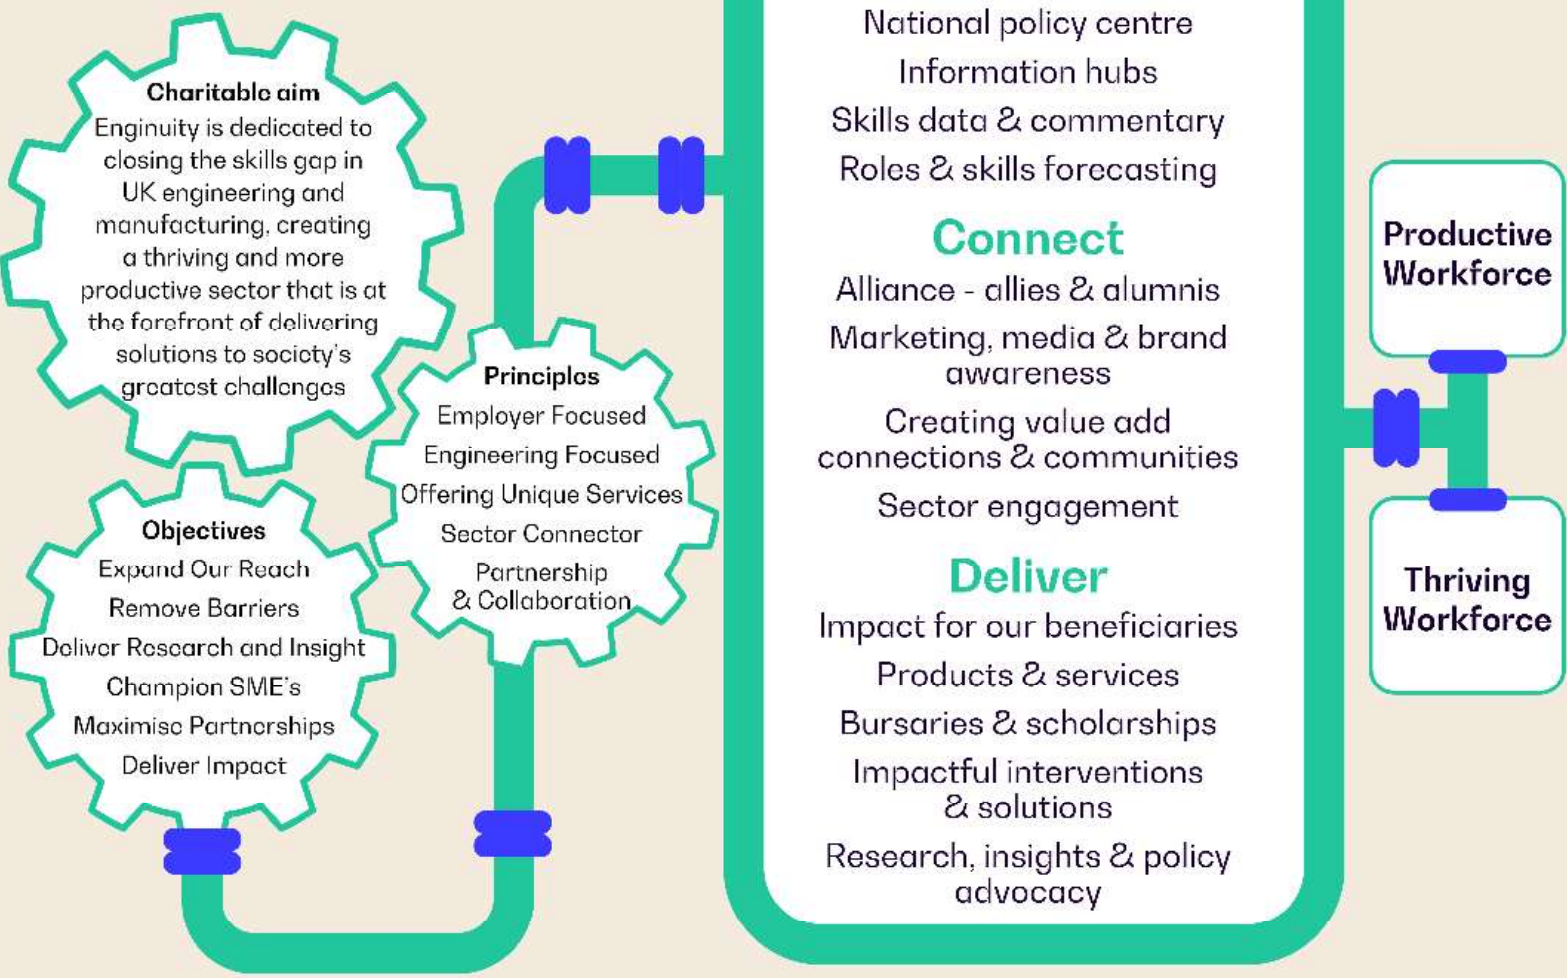 Charitable aim
Enginuity is dedicated to
closing the skills gap in
UK engineering and
manufacturing, creating
a thriving and more
productive sector that is at
the forefront of delivering
solutions to society's
greatest challenges
Objectives
Expand Our Reach
Remove Barriers
Deliver Research and Insight
Champion SME's
Maximise Partnerships
Deliver Impact
Principles
Employer Focused
Engineering Focused
Offering Unique Services
Sector Connector
Partnership
& Collaboration
National policy centre
Information hubs
Skills data & commentary
Roles & skills forecasting
Connect
Alliance - allies & alumnis
Marketing, media & brand
awareness
Creating value add
connections & communities
Sector engagement
Deliver
Impact for our beneficiaries
Products & services
Bursaries & scholarships
Impactful interventions
& solutions
Research, insights & policy
advocacy
Productive
Workforce
Thriving
Workforce